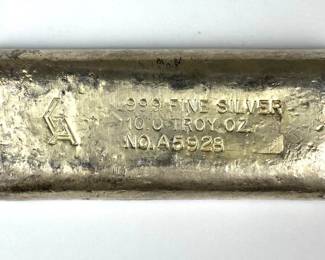 .999 FINE SILVER
10.0 TROY OZ.
NO. A5928